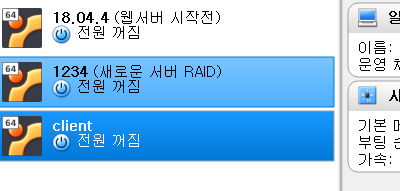 64
18.04.4 (웹서버 시작전)
전원 꺼짐
64
1234 (새로운 서버 RAID)
전원 꺼짐
64
client
전원 꺼짐
이름:
운영 체
기본 메
부팅 순
가속: